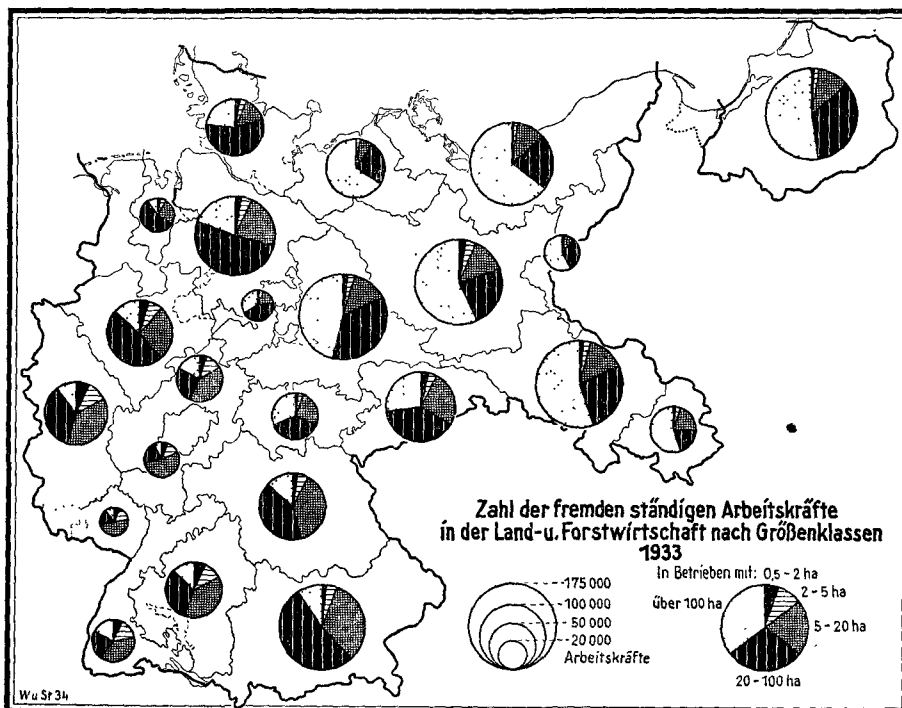 Zahl der fremden ständigen Arbeitskräfte
in der Land-u. Forstwirtschaft nach Größenklassen
1933
175 000
100 000
50 000
20 000
Arbeitskräfte
In Betrieben mit: 0,5 - 2 ha
2 - 5 ha
5 - 20 ha
20 - 100 ha
über 100 ha
W u St 34